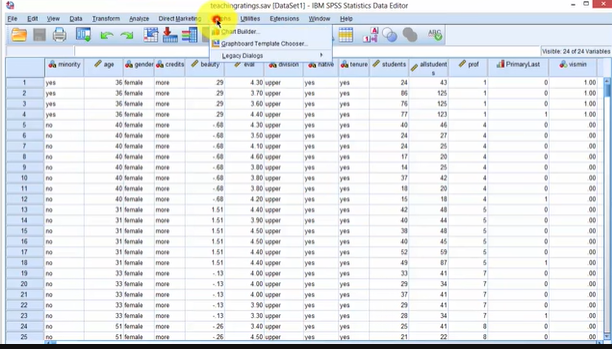 teachingratings.sav [DataSet1] - IBM SPSS Statistics Data Editor
File Edit View Data Transform Analyze Direct Marketing Utilities Extensions Window Help
Chart Builder...
Graphboard Template Chooser...
Legacy Dialogs
Visible: 24 of 24 Variables
minority age gender credits beauty eval division native tenure students allstudents prof PrimaryLast vismin
1 yes 36 female more .29 4.30 upper yes yes 24 43 1 0 1.00
2 yes 36 female more .29 3.70 upper yes yes 86 125 1 0 1.00
3 yes 36 female more .29 3.60 upper yes yes 76 125 1 0 1.00
4 yes 36 female more .29 4.40 upper yes yes 77 123 1 1 1.00
5 no 40 female more -.68 4.30 upper yes yes 40 46 4 0 .00
6 no 40 female more -.68 3.50 upper yes yes 24 27 4 0 .00
7 no 40 female more -.68 4.10 upper yes yes 24 25 4 0 .00
8 no 40 female more -.68 4.60 upper yes yes 17 20 4 0 .00
9 no 40 female more -.68 3.80 upper yes yes 14 25 4 0 .00
10 no 40 female more -.68 3.80 upper yes yes 37 42 4 0 .00
11 no 40 female more -.68 3.80 upper yes yes 18 20 4 0 .00
12 no 40 female more -.68 4.20 upper yes yes 15 18 4 1 .00
13 no 31 female more 1.51 4.40 upper yes yes 42 48 5 0 .00
14 no 31 female more 1.51 4.90 upper yes yes 40 44 5 0 .00
15 no 31 female more 1.51 4.50 upper yes yes 38 48 5 0 .00
16 no 31 female more 1.51 4.50 upper yes yes 40 45 5 0 .00
17 no 31 female more 1.51 4.40 upper yes yes 52 59 5 0 .00
18 no 31 female more 1.51 4.50 upper yes yes 49 87 5 1 .00
19 no 33 female more -.13 4.40 upper yes yes 33 41 7 0 .00
20 no 33 female more -.13 4.00 upper yes yes 29 34 7 0 .00
21 no 33 female more -.13 4.00 upper yes yes 37 41 7 0 .00
22 no 33 female more -.13 3.90 upper yes yes 29 41 7 0 .00
23 no 33 female more -.13 3.30 upper yes yes 28 34 7 1 .00
24 no 51 female more -.26 3.40 upper yes yes 25 41 8 0 .00
25 no 51 female more -.26 4.50 upper yes yes 21 22 8 0 .00